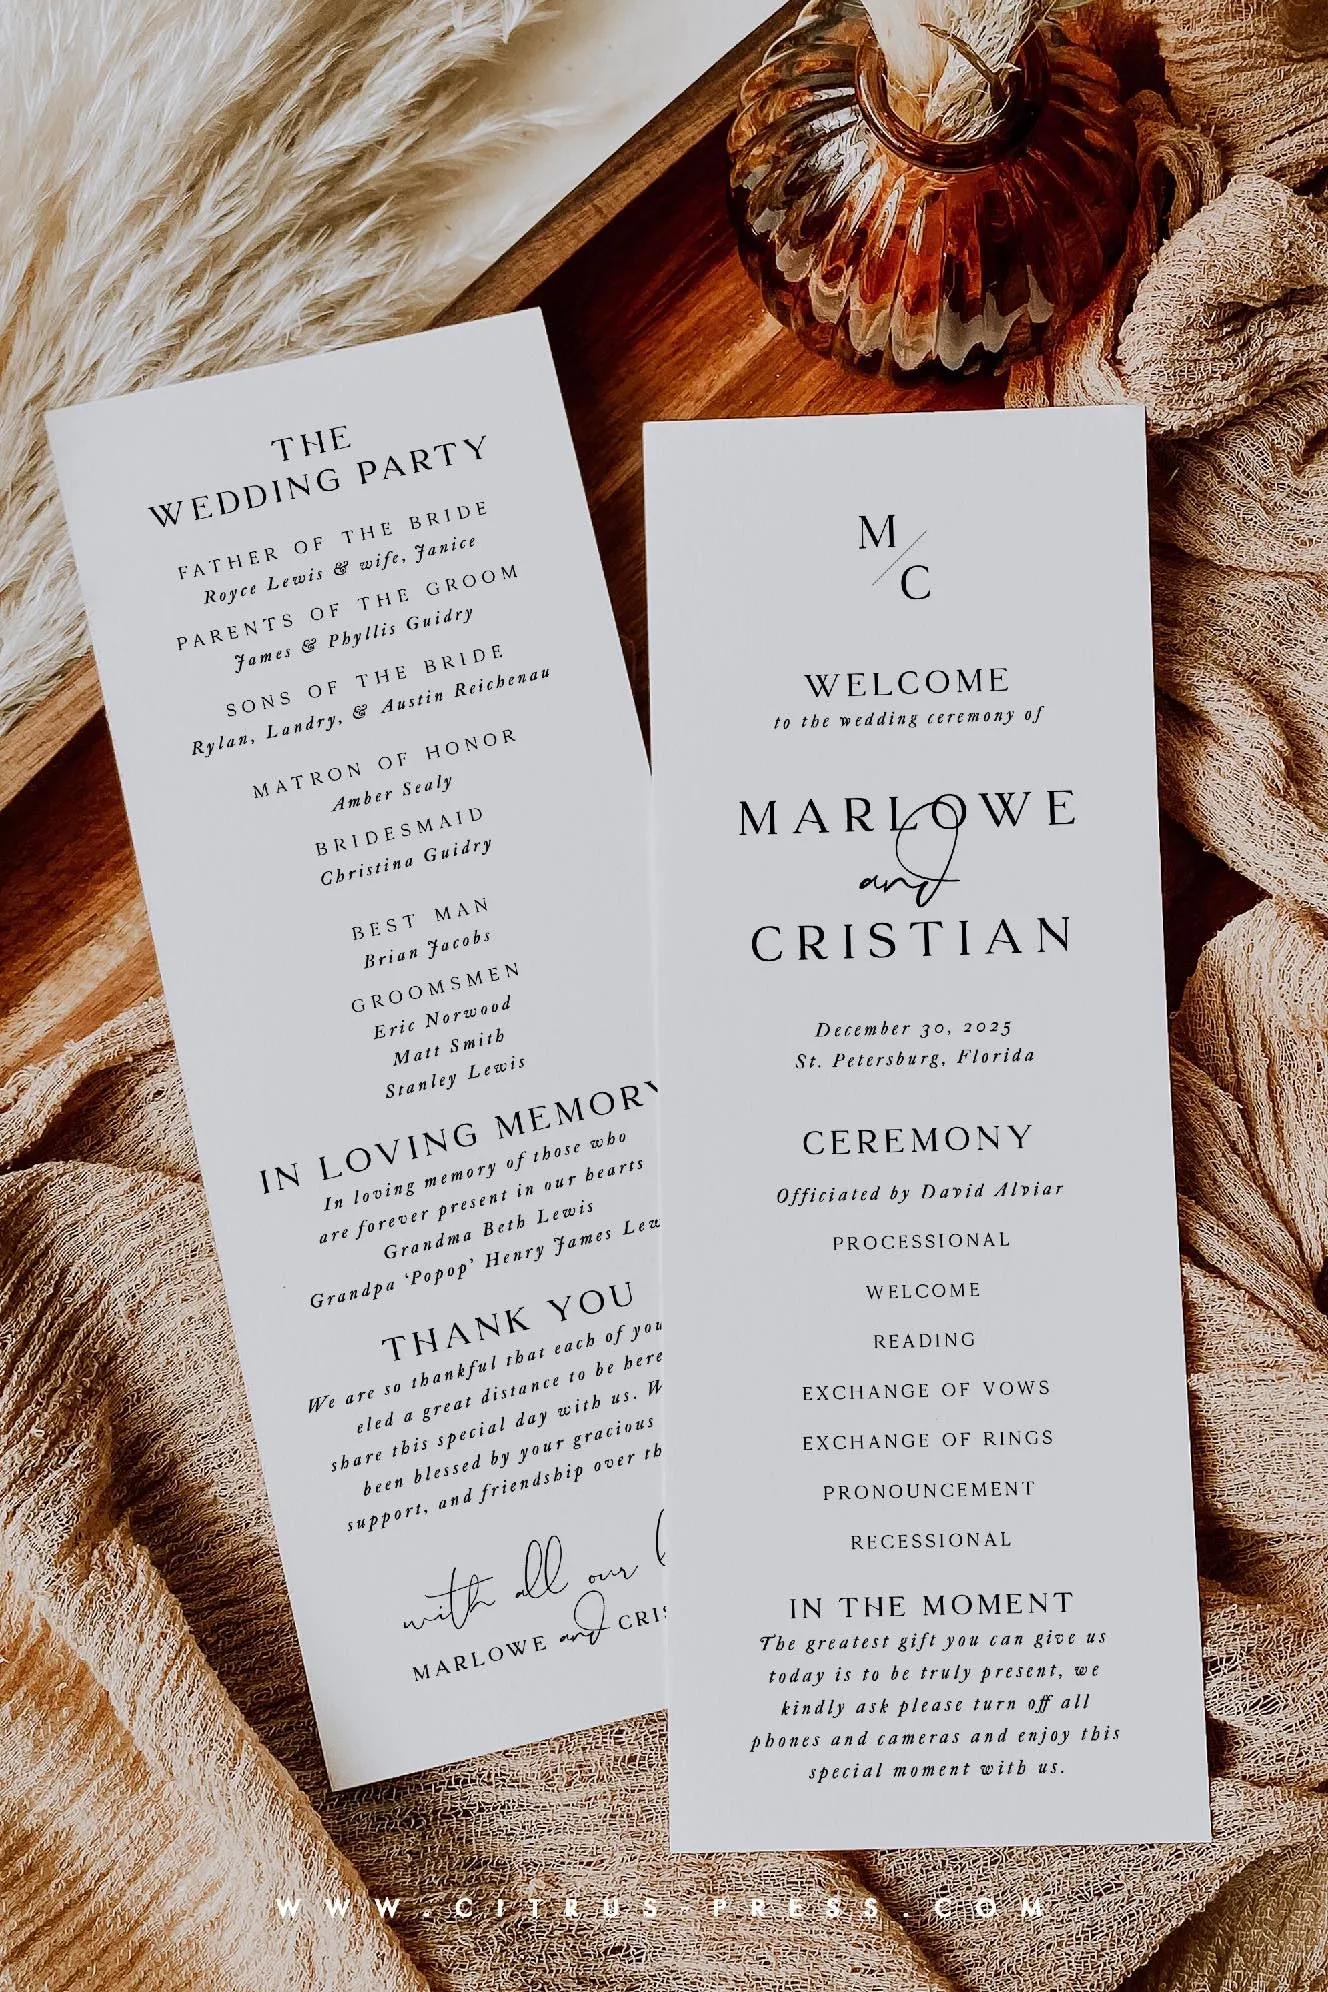 THE
WEDDING PARTY
FATHER OF THE BRIDE
Royce Lewis & wife, Janice
PARENTS OF THE GROOM
James & Phyllis Guidry
SONS OF THE BRIDE
Rylan, Landry, & Austin Reichenau
MATRON OF HONOR
Amber Sealy
BRIDESMAID
Christina Guidry
BEST MAN
Brian Jacobs
GROOMSMEN
Eric Norwood
Matt Smith
Stanley Lewis
IN LOVING MEMORY
In loving memory of those who
are forever present in our hearts
Grandma Beth Lewis
Grandpa ‘Popop’ Henry James
THANK YOU
We are so thankful that each of you
eled a great distance to be here
share this special day with us.
been blessed by your gracious
support, and friendship over
with all our
MARLOWE and
M
C
WELCOME
to the wedding ceremony of
MARLOWE
and
CRISTIAN
December 30, 2025
St. Petersburg, Florida
CEREMONY
Officiated by David Alviar
PROCESSIONAL
WELCOME
READING
EXCHANGE OF VOWS
EXCHANGE OF RINGS
PRONOUNCEMENT
RECESSIONAL
IN THE MOMENT
The greatest gift you can give us
today is to be truly present, we
kindly ask please turn off all
phones and cameras and enjoy this
special moment with us.
WWW.CITRUS-PRESS.COM